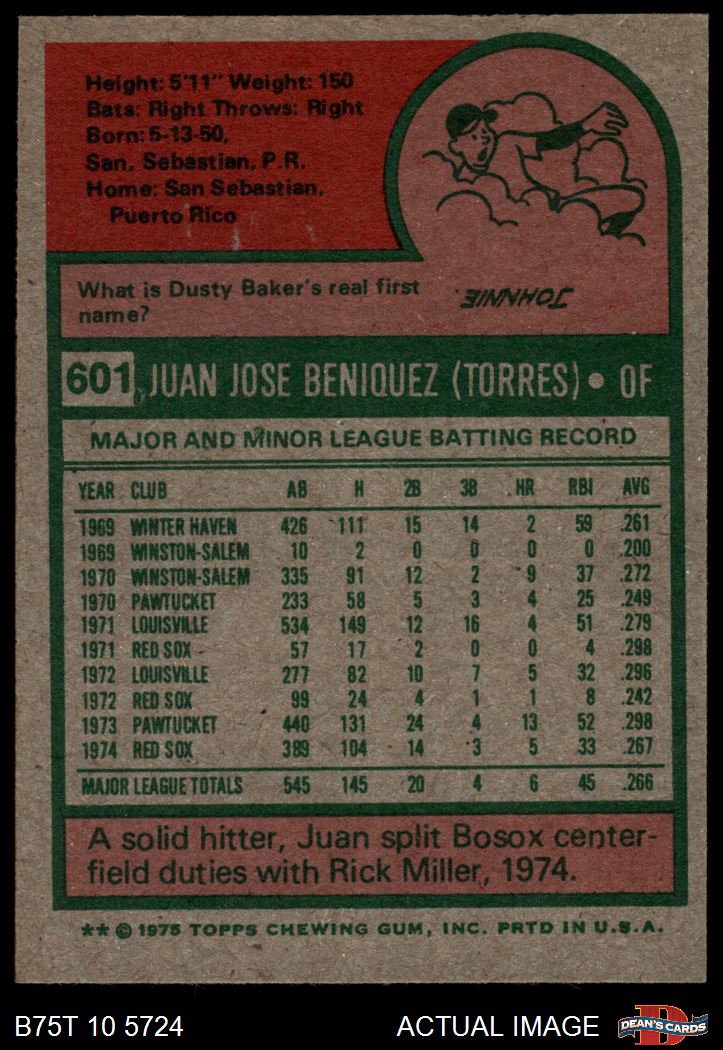 Height: 5'11" Weight: 150
Bats: Right Throws: Right
Born: 5-13-50,
San. Sebastian, P.R.
Home: San Sebastian,
Puerto Rico
What is Dusty Baker's real first
name?
JOHNNIE
601 JUAN JOSE BENIQUEZ (TORRES) • OF
MAJOR AND MINOR LEAGUE BATTING RECORD
YEAR CLUB AB H 2B 3B HR RBI AVG
1969 WINTER HAVEN 426 111 15 14 2 59 .261
1969 WINSTON-SALEM 10 2 0 0 0 0 .200
1970 WINSTON-SALEM 335 91 12 2 9 37 .272
1970 PAWTUCKET 233 58 5 3 4 25 .249
1971 LOUISVILLE 534 149 12 16 4 51 .279
1971 RED SOX 57 17 2 0 0 4 .298
1972 LOUISVILLE 277 82 10 7 5 32 .296
1972 RED SOX 99 24 4 1 1 8 .242
1973 PAWTUCKET 440 131 24 4 13 52 .298
1974 RED SOX 389 104 14 3 5 33 .267
MAJOR LEAGUE TOTALS 545 145 20 4 6 45 .266
A solid hitter, Juan split Bosox center-
field duties with Rick Miller, 1974.
** © 1975 TOPPS CHEWING GUM, INC. PRTD IN U.S.A.
B75T 10 5724 ACTUAL IMAGE
D
DEAN'S CARDS